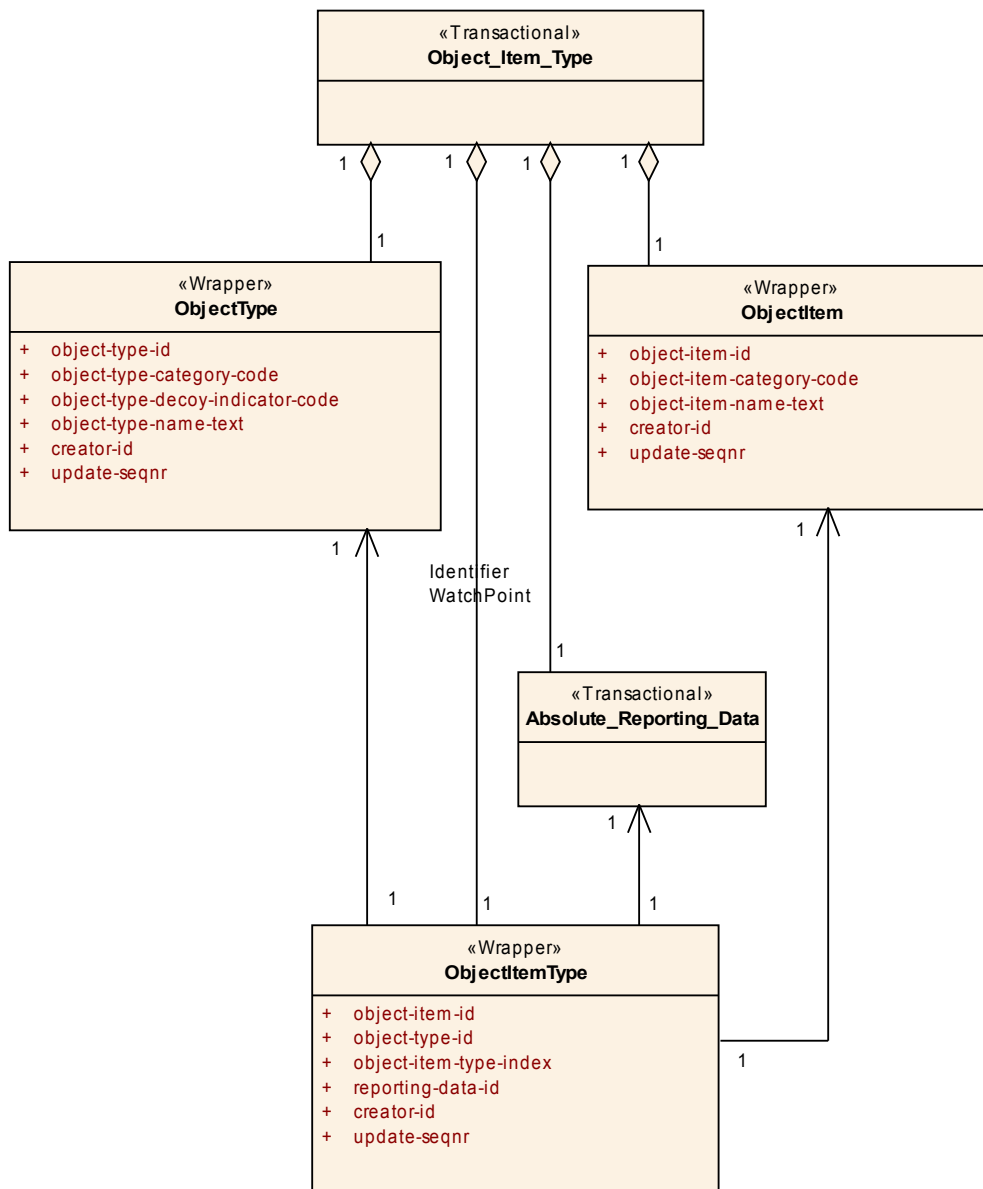 «Transactional»
Object_Item_Type
1
1
1
1
1
1
«Wrapper»
ObjectType
+ object-type-id
+ object-type-category-code
+ object-type-decoy-indicator-code
+ object-type-name-text
+ creator-id
+ update-seqnr
«Wrapper»
ObjectItem
+ object-item-id
+ object-item-category-code
+ object-item-name-text
+ creator-id
+ update-seqnr
1
1
Identifier
WatchPoint
1
«Transactional»
Absolute_Reporting_Data
1
1
1
1
«Wrapper»
ObjectItemType
+ object-item-id
+ object-type-id
+ object-item-type-index
+ reporting-data-id
+ creator-id
+ update-seqnr
1